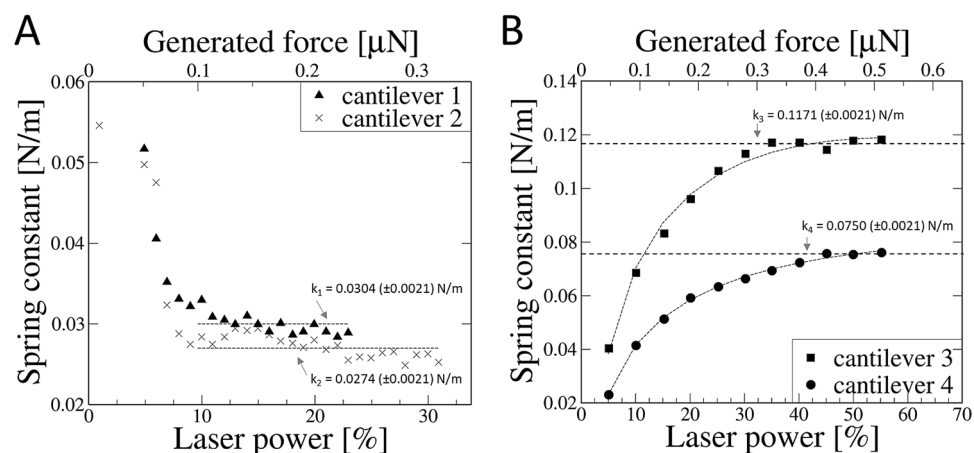 A
Generated force [μN]
0
0.1
0.2
0.3
0.06
0.05
0.04
0.03
0.02
Spring constant [N/m]
cantilever 1
cantilever 2
k1 = 0.0304 (±0.0021) N/m
k2 = 0.0274 (±0.0021) N/m
0
10
20
30
Laser power [%]
B
Generated force [μN]
0
0.1
0.2
0.3
0.4
0.5
0.6
0.14
0.12
0.1
0.08
0.06
0.04
0.02
Spring constant [N/m]
k3 = 0.1171 (±0.0021) N/m
k4 = 0.0750 (±0.0021) N/m
cantilever 3
cantilever 4
0
10
20
30
40
50
60
70
Laser power [%]